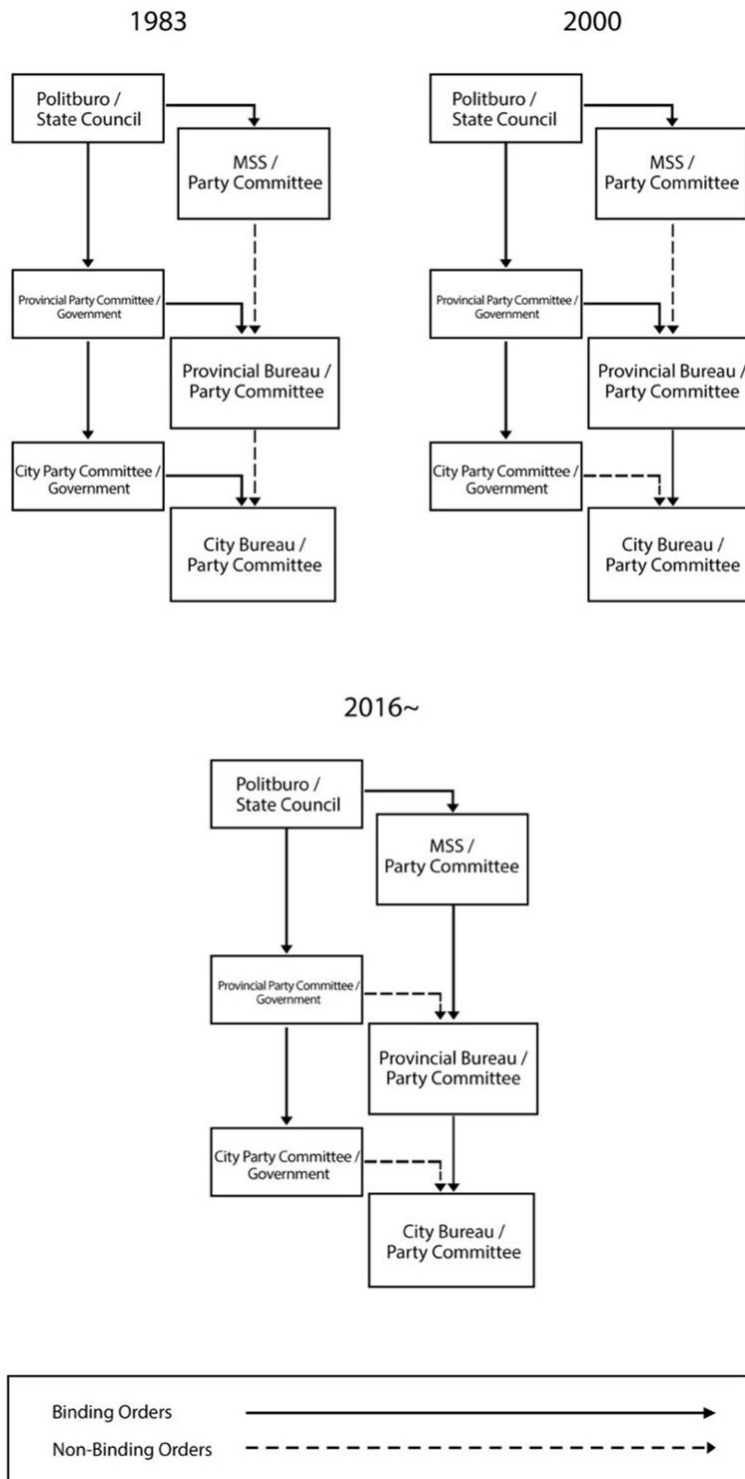 1983
Politburo /
State Council
MSS /
Party Committee
Provincial Party Committee /
Government
Provincial Bureau /
Party Committee
City Party Committee /
Government
City Bureau /
Party Committee
2000
Politburo /
State Council
MSS /
Party Committee
Provincial Party Committee /
Government
Provincial Bureau /
Party Committee
City Party Committee /
Government
City Bureau /
Party Committee
2016~
Politburo /
State Council
MSS /
Party Committee
Provincial Party Committee /
Government
Provincial Bureau /
Party Committee
City Party Committee /
Government
City Bureau /
Party Committee
Binding Orders
Non-Binding Orders